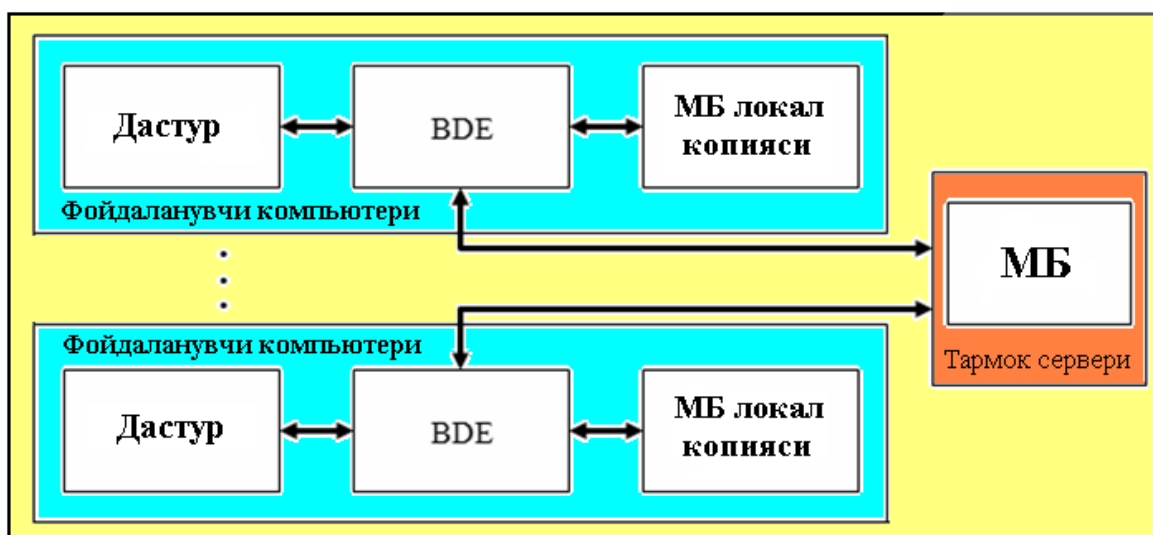 Дастур
BDE
МБ локал
копияси
Фойдаланувчи компьютери
МБ
Тармок сервери
Фойдаланувчи компьютери
Дастур
BDE
МБ локал
копияси